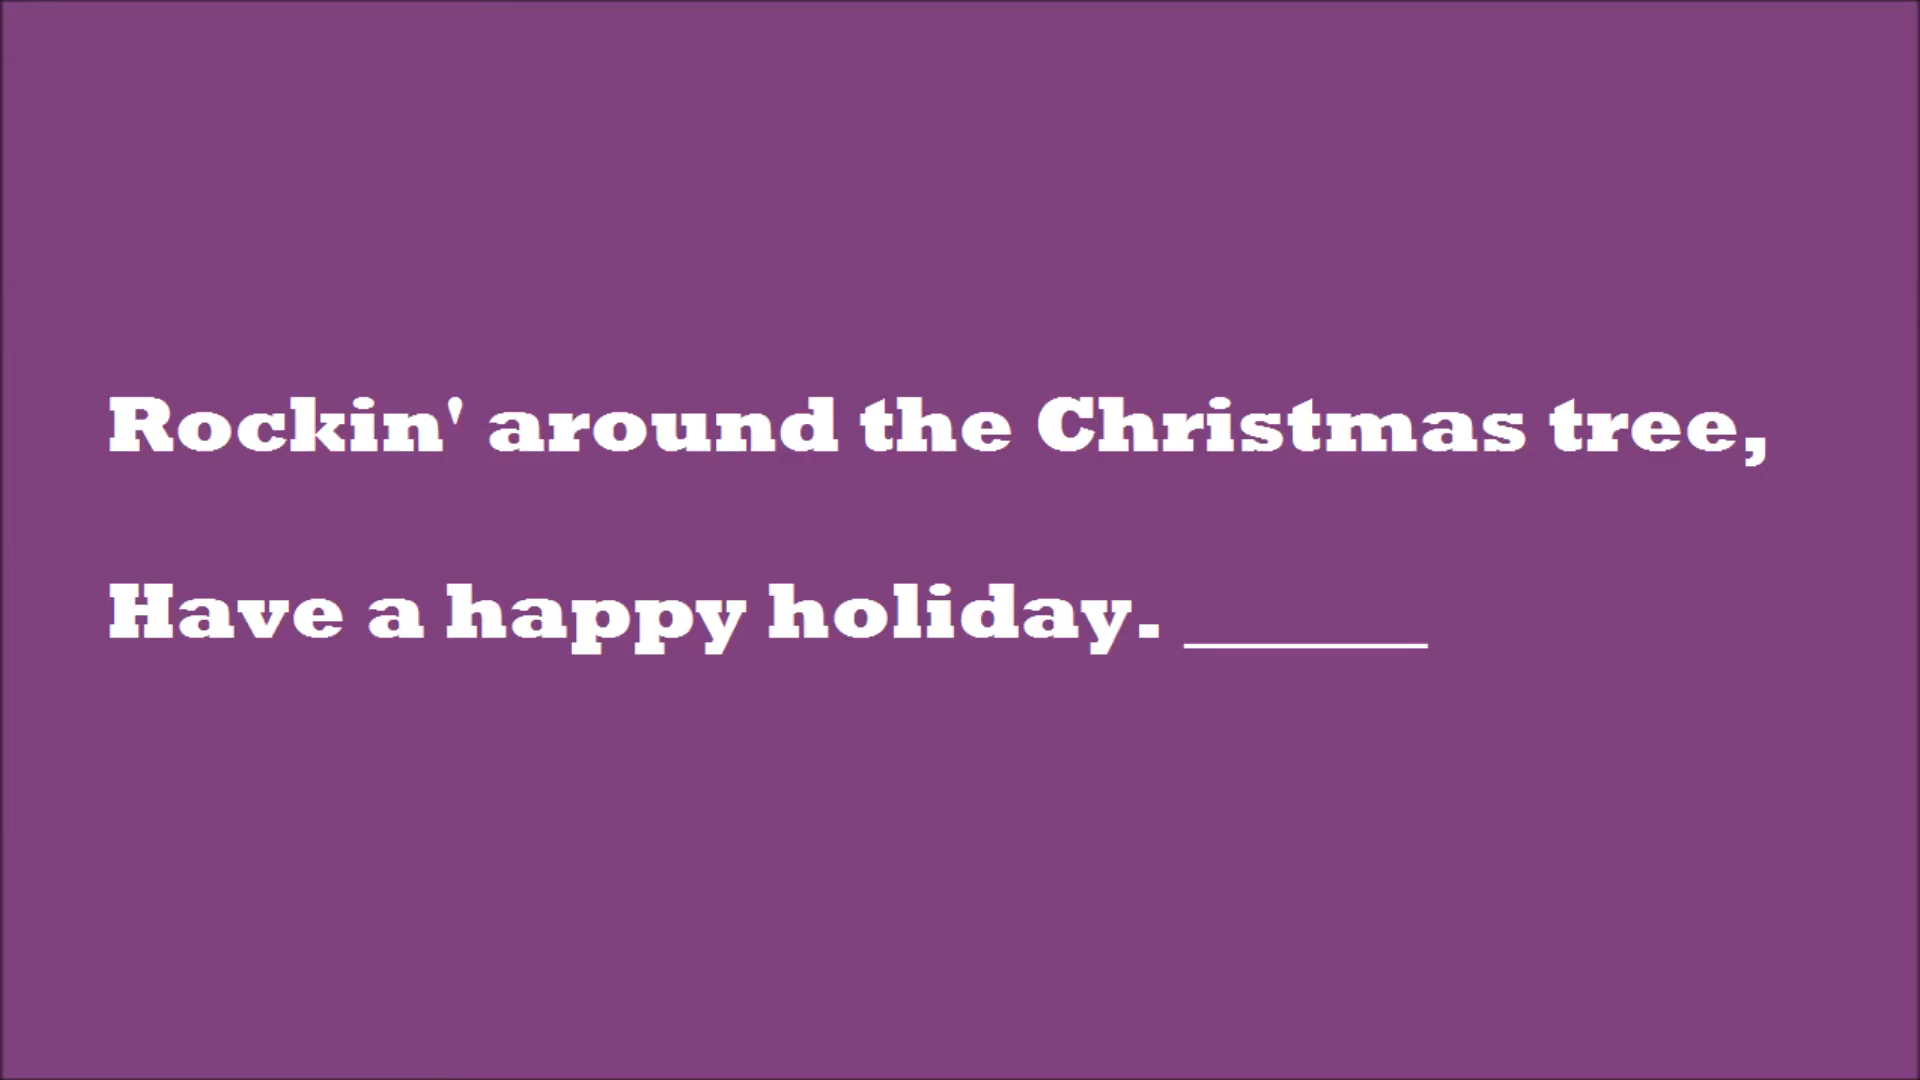 Rockin' around the Christmas tree,
Have a happy holiday. ______